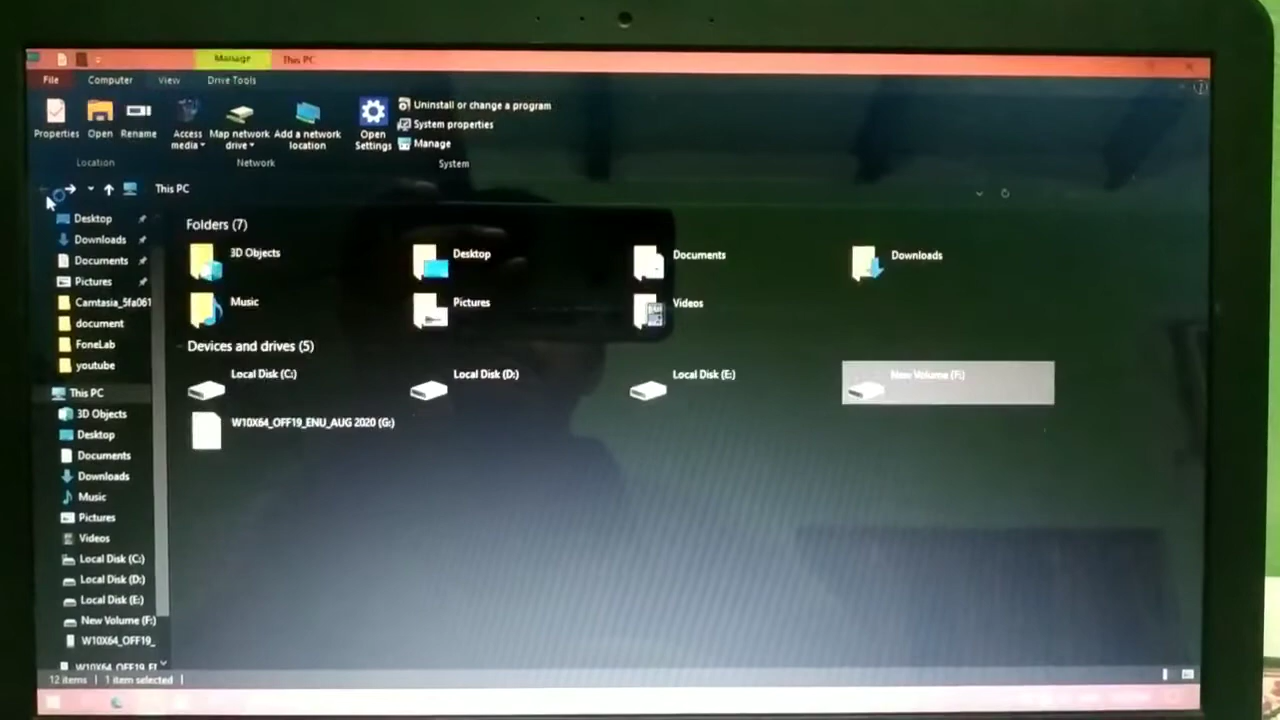 Manage This PC
File Computer View Drive Tools
Properties Open Rename Access media Map network drive Add a network location Open Settings Uninstall or change a program
System properties
Manage
Location Network System
This PC
Desktop
Downloads
Documents
Pictures
Camtasia_5fa061
document
FoneLab
youtube
This PC
3D Objects
Desktop
Documents
Downloads
Music
Pictures
Videos
Local Disk (C:)
Local Disk (D:)
Local Disk (E:)
New Volume (F:)
W10X64_OFF19_
W10X64_OFF19_EN
Folders (7)
3D Objects Desktop Documents Downloads
Music Pictures Videos
Devices and drives (5)
Local Disk (C:) Local Disk (D:) Local Disk (E:) New Volume (F:)
W10X64_OFF19_ENU_AUG 2020 (G:)
12 items 1 item selected